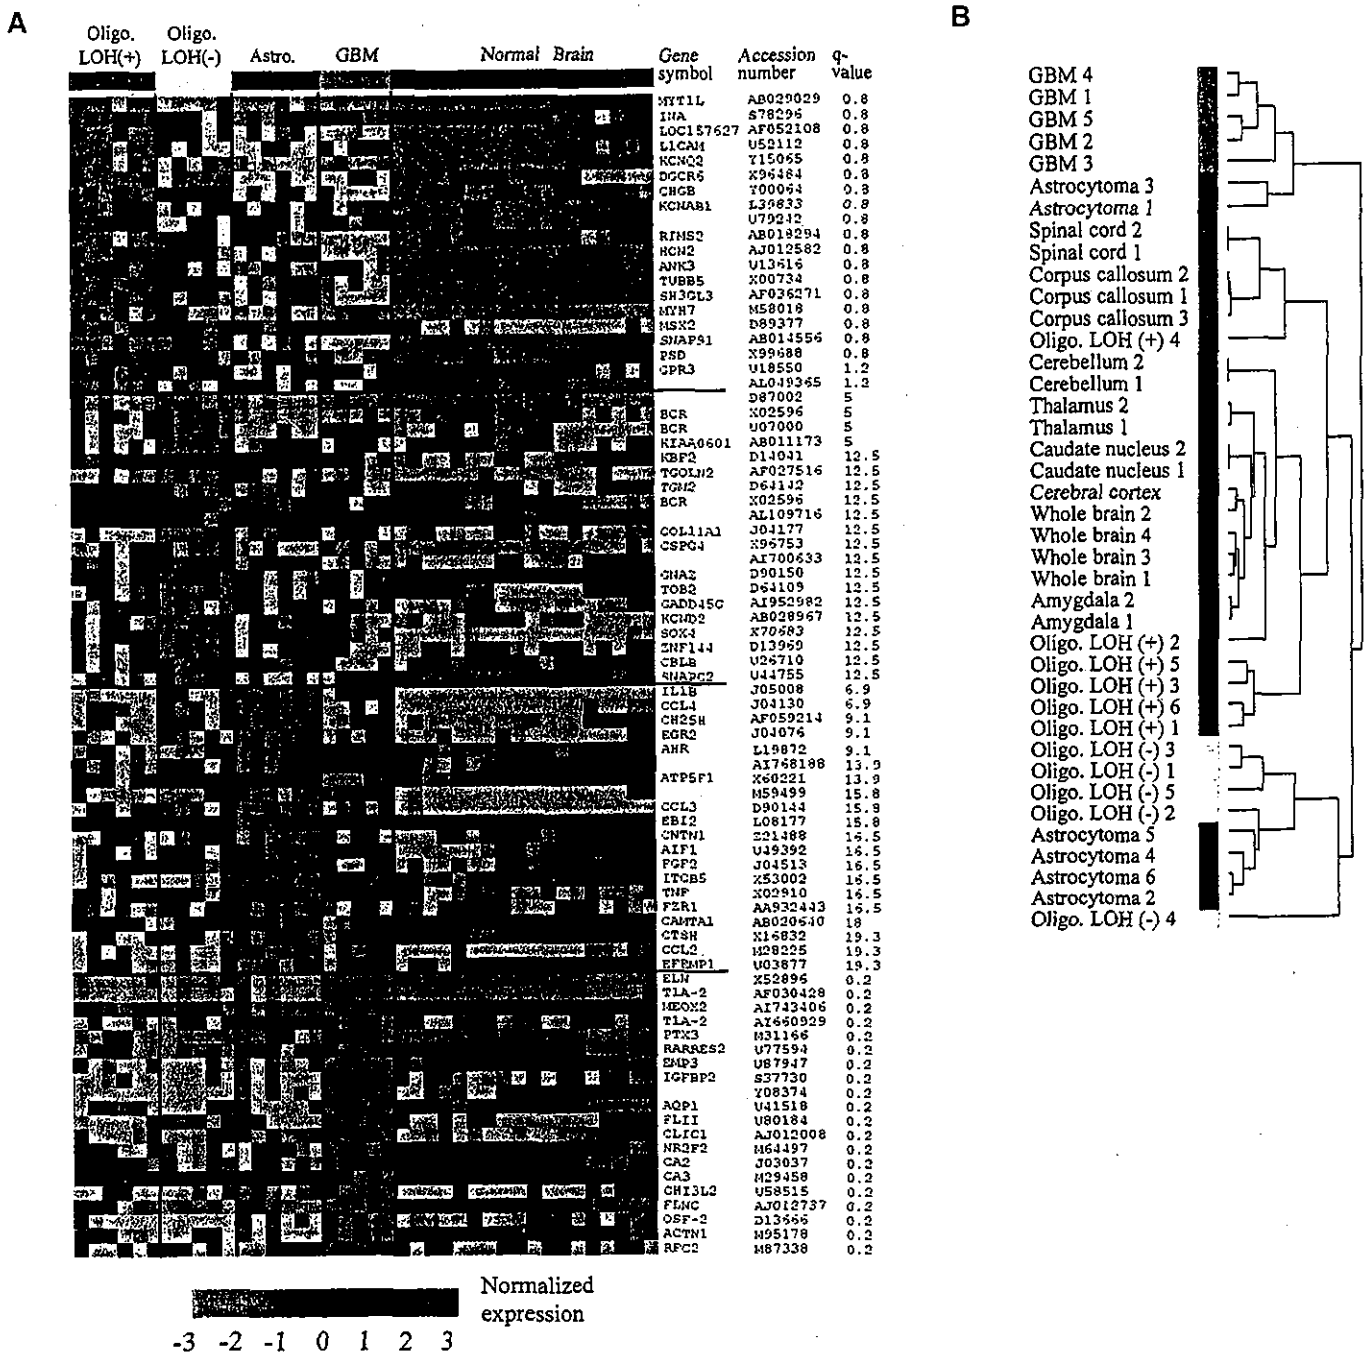 A
Oligo. LOH(+)
Oligo. LOH(-)
Astro.
GBM
Normal Brain
Gene symbol
Accession number
q-value
MYT1L AB029029 0.8
INA S78296 0.8
LOC157627 AF052108 0.8
L1CAM U52112 0.8
KCNQ2 Y15065 0.8
DGCR6 X96484 0.8
CHGB Y00064 0.8
KCNAB1 L39833 0.8
U79242 0.8
RIMS2 AB018294 0.8
HCN2 AJ012582 0.8
ANK3 U13616 0.8
TUBB5 X00734 0.8
SH3GL3 AF036271 0.8
MYH7 M58018 0.8
MSX2 D89377 0.8
SNAP91 AB014556 0.8
PSD X99688 0.8
GPR3 U18550 1.2
AL049365 1.2
D87002 5
BCR X02596 5
BCR U07000 5
KIAA0601 AB011173 5
KBF2 D14041 12.5
TGOLN2 AF027516 12.5
TGN2 D64142 12.5
BCR X02596 12.5
AL109716 12.5
COL11A1 J04177 12.5
CSPG4 X96753 12.5
AI700633 12.5
GNAZ D90150 12.5
TOB2 D64109 12.5
GADD45G AI952982 12.5
KCND2 AB028967 12.5
SOX4 X70683 12.5
ZNF144 D13969 12.5
CBLB U26710 12.5
SNAPC2 U44755 12.5
IL1B J05008 6.9
CCL4 J04130 6.9
CH25H AF059214 9.1
EGR2 J04076 9.1
AHR L19872 9.1
AI768188 13.9
ATP5F1 X60221 13.9
M59499 15.8
CCL3 D90144 15.8
EBI2 L08177 15.8
CNTN1 Z21488 16.5
AIF1 U49392 16.5
FGF2 J04513 16.5
ITGB5 X53002 16.5
TNF X02910 16.5
FZR1 AA932443 16.5
CAMTA1 AB020640 18
CTSH X16832 19.3
CCL2 M28225 19.3
EFEMP1 U03877 19.3
ELN X52896 0.2
T1A-2 AF030428 0.2
MEOX2 AI743406 0.2
T1A-2 AI660929 0.2
PTX3 M31166 0.2
RARRES2 U77594 0.2
EMP3 U87947 0.2
IGFBP2 S37730 0.2
Y08374 0.2
AQP1 U41518 0.2
FLII U80184 0.2
CLIC1 AJ012008 0.2
NR2F2 M64497 0.2
CA2 J03037 0.2
CA3 M29458 0.2
CHI3L2 U58515 0.2
FLNC AJ012737 0.2
OSF-2 D13666 0.2
ACTN1 M95178 0.2
RFC2 M87338 0.2
Normalized expression
-3 -2 -1 0 1 2 3
B
GBM 4
GBM 1
GBM 5
GBM 2
GBM 3
Astrocytoma 3
Astrocytoma 1
Spinal cord 2
Spinal cord 1
Corpus callosum 2
Corpus callosum 1
Corpus callosum 3
Oligo. LOH (+) 4
Cerebellum 2
Cerebellum 1
Thalamus 2
Thalamus 1
Caudate nucleus 2
Caudate nucleus 1
Cerebral cortex
Whole brain 2
Whole brain 4
Whole brain 3
Whole brain 1
Amygdala 2
Amygdala 1
Oligo. LOH (+) 2
Oligo. LOH (+) 5
Oligo. LOH (+) 3
Oligo. LOH (+) 6
Oligo. LOH (+) 1
Oligo. LOH (-) 3
Oligo. LOH (-) 1
Oligo. LOH (-) 5
Oligo. LOH (-) 2
Astrocytoma 5
Astrocytoma 4
Astrocytoma 6
Astrocytoma 2
Oligo. LOH (-) 4